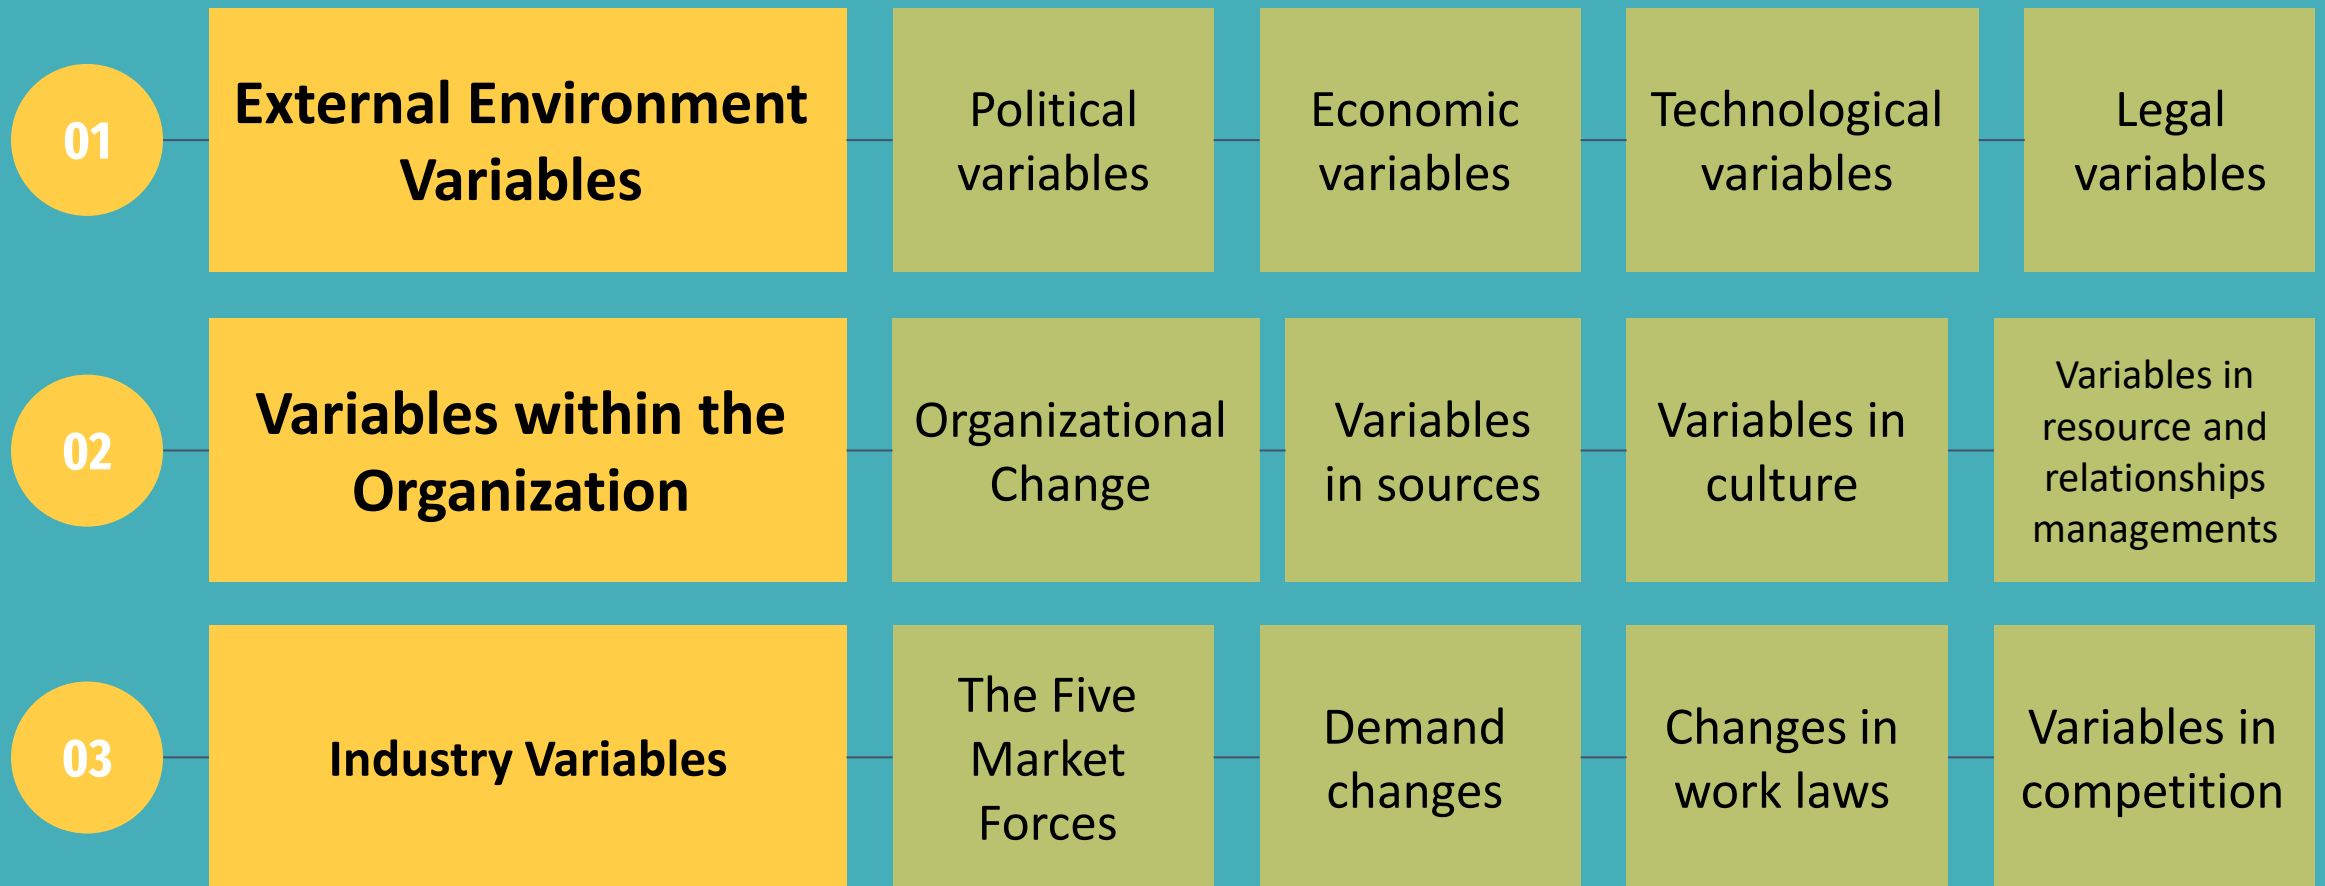 01
External Environment
Variables
Political
variables
Economic
variables
Technological
variables
Legal
variables
02
Variables within the
Organization
Organizational
Change
Variables
in sources
Variables in
culture
Variables in
resource and
relationships
managements
03
Industry Variables
The Five
Market
Forces
Demand
changes
Changes in
work laws
Variables in
competition